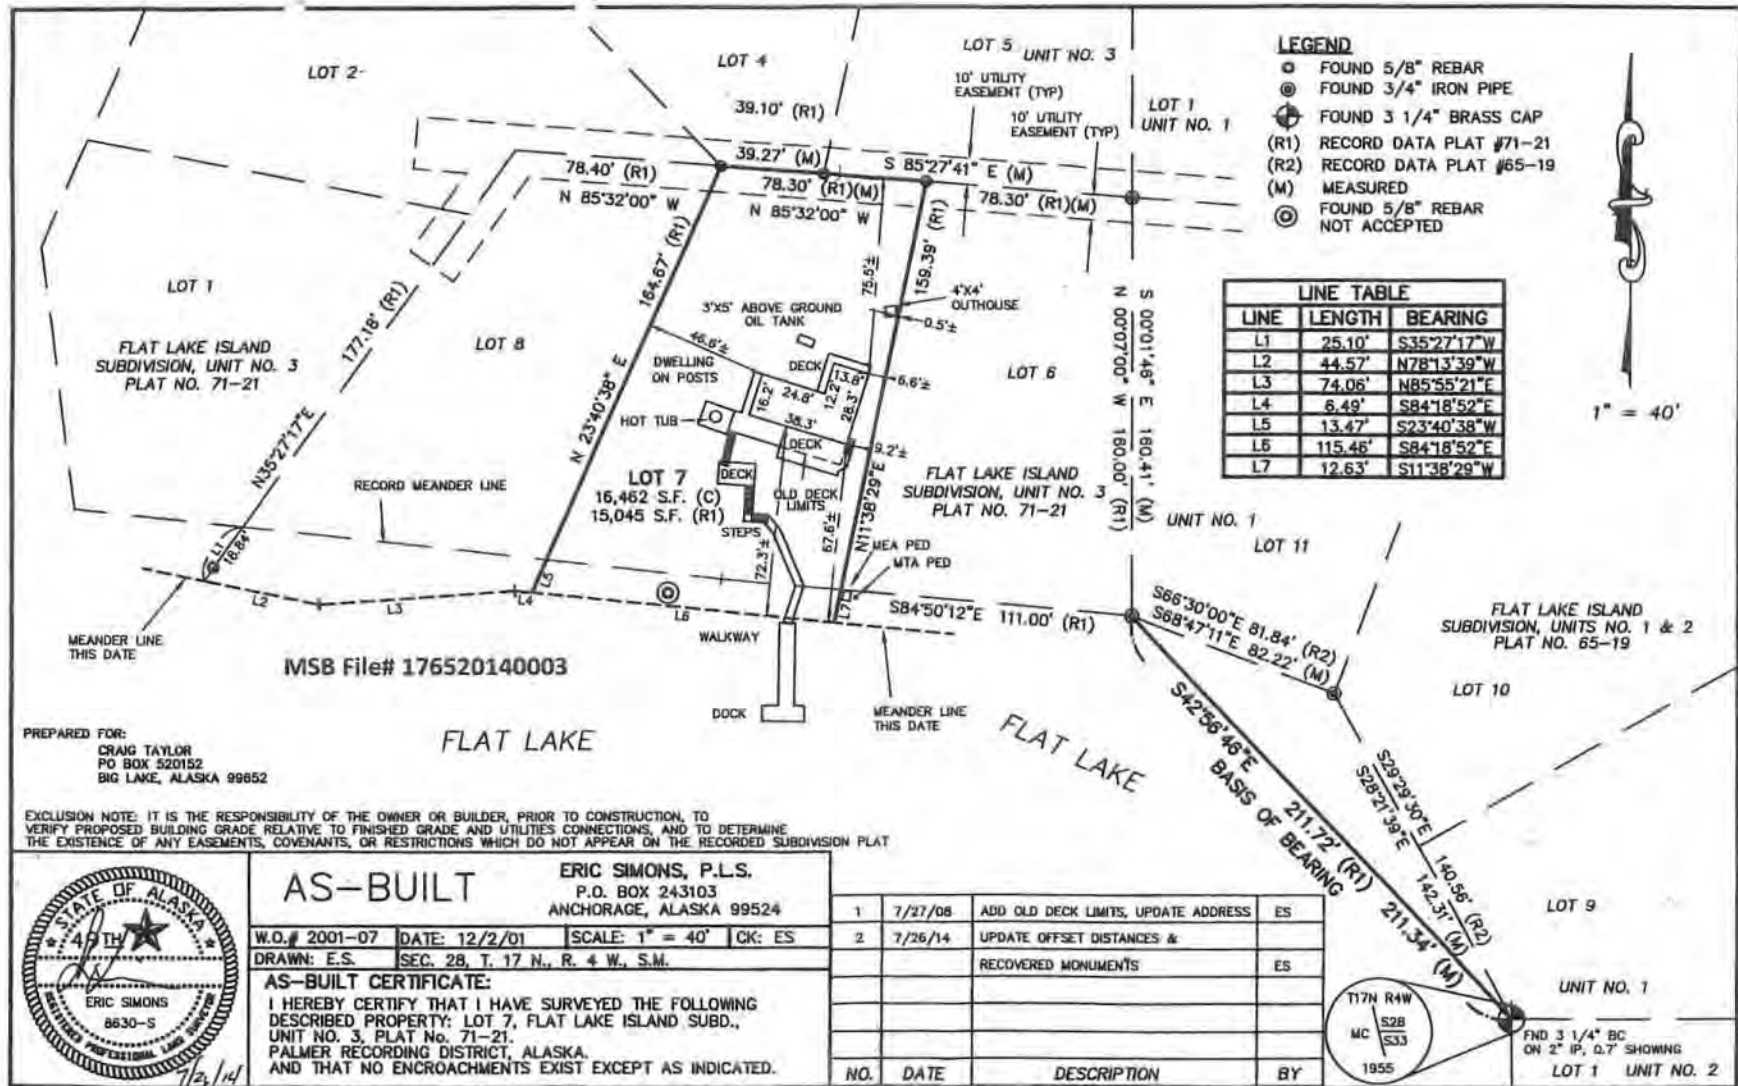 LOT 2
LOT 4
LOT 5
UNIT NO. 3
10' UTILITY
EASEMENT (TYP)
10' UTILITY
EASEMENT (TYP)
LOT 1
UNIT NO. 1
39.10' (R1)
39.27' (M)
S 85°27'41" E (M)
78.40' (R1)
N 85°32'00" W
78.30' (R1)(M)
N 85°32'00" W
78.30' (R1)(M)
LEGEND
FOUND 5/8" REBAR
FOUND 3/4" IRON PIPE
FOUND 3 1/4" BRASS CAP
(R1) RECORD DATA PLAT #71-21
(R2) RECORD DATA PLAT #65-19
(M) MEASURED
FOUND 5/8" REBAR
NOT ACCEPTED
1" = 40'
LINE TABLE
LINE LENGTH BEARING
L1 25.10' S35°27'17"W
L2 44.57' N78°13'39"W
L3 74.06' N85°55'21"E
L4 6.49' S84°18'52"E
L5 13.47' S23°40'38"W
L6 115.46' S84°18'52"E
L7 12.63' S11°38'29"W
LOT 1
FLAT LAKE ISLAND
SUBDIVISION, UNIT NO. 3
PLAT NO. 71-21
177.18' (R1)
N35°27'17"E
LOT 8
164.67' (R1)
N 23°40'38" E
159.39' (R1)
N11°38'29"E
75.5'±
4'X4'
OUTHOUSE
0.5'±
3'X5' ABOVE GROUND
OIL TANK
46.6'±
DWELLING
ON POSTS
DECK
13.8'
6.6'±
24.8'
16.2'
12.2'
28.3'
38.3'
HOT TUB
DECK
9.2'±
DECK
OLD DECK
LIMITS
LOT 7
16,462 S.F. (C)
15,045 S.F. (R1)
STEPS
72.3'±
67.6'±
LOT 6
FLAT LAKE ISLAND
SUBDIVISION, UNIT NO. 3
PLAT NO. 71-21
S 00°01'46" E 160.41' (M)
N 00°07'00" W 160.00' (R1)
RECORD MEANDER LINE
MEA PED
MTA PED
L1
18.84'
L2
L3
L4
L5
L6
L7
S84°50'12"E 111.00' (R1)
WALKWAY
MEANDER LINE
THIS DATE
MEANDER LINE
THIS DATE
DOCK
MSB File# 176520140003
FLAT LAKE
FLAT LAKE
UNIT NO. 1
LOT 11
S66°30'00"E 81.84' (R2)
S68°47'11"E 82.22' (M)
FLAT LAKE ISLAND
SUBDIVISION, UNITS NO. 1 & 2
PLAT NO. 65-19
LOT 10
S42°56'46"E 211.72' (R1)
BASIS OF BEARING 211.34' (M)
S29°29'30"E 140.56' (R2)
S28°21'39"E 142.31' (M)
LOT 9
UNIT NO. 1
T17N R4W
MC S28
S33
1955
FND 3 1/4" BC
ON 2" IP, 0.7' SHOWING
LOT 1 UNIT NO. 2
PREPARED FOR:
CRAIG TAYLOR
PO BOX 520152
BIG LAKE, ALASKA 99652
EXCLUSION NOTE: IT IS THE RESPONSIBILITY OF THE OWNER OR BUILDER, PRIOR TO CONSTRUCTION, TO
VERIFY PROPOSED BUILDING GRADE RELATIVE TO FINISHED GRADE AND UTILITIES CONNECTIONS, AND TO DETERMINE
THE EXISTENCE OF ANY EASEMENTS, COVENANTS, OR RESTRICTIONS WHICH DO NOT APPEAR ON THE RECORDED SUBDIVISION PLAT
STATE OF ALASKA
49TH
ERIC SIMONS
8630-S
REGISTERED PROFESSIONAL LAND SURVEYOR
AS-BUILT
ERIC SIMONS, P.L.S.
P.O. BOX 243103
ANCHORAGE, ALASKA 99524
W.O.# 2001-07 DATE: 12/2/01 SCALE: 1" = 40' CK: ES
DRAWN: E.S. SEC. 28, T. 17 N., R. 4 W., S.M.
AS-BUILT CERTIFICATE:
I HEREBY CERTIFY THAT I HAVE SURVEYED THE FOLLOWING
DESCRIBED PROPERTY: LOT 7, FLAT LAKE ISLAND SUBD.,
UNIT NO. 3, PLAT No. 71-21.
PALMER RECORDING DISTRICT, ALASKA.
AND THAT NO ENCROACHMENTS EXIST EXCEPT AS INDICATED.
1 7/27/08 ADD OLD DECK LIMITS, UPDATE ADDRESS ES
2 7/26/14 UPDATE OFFSET DISTANCES &
RECOVERED MONUMENTS ES
NO. DATE DESCRIPTION BY